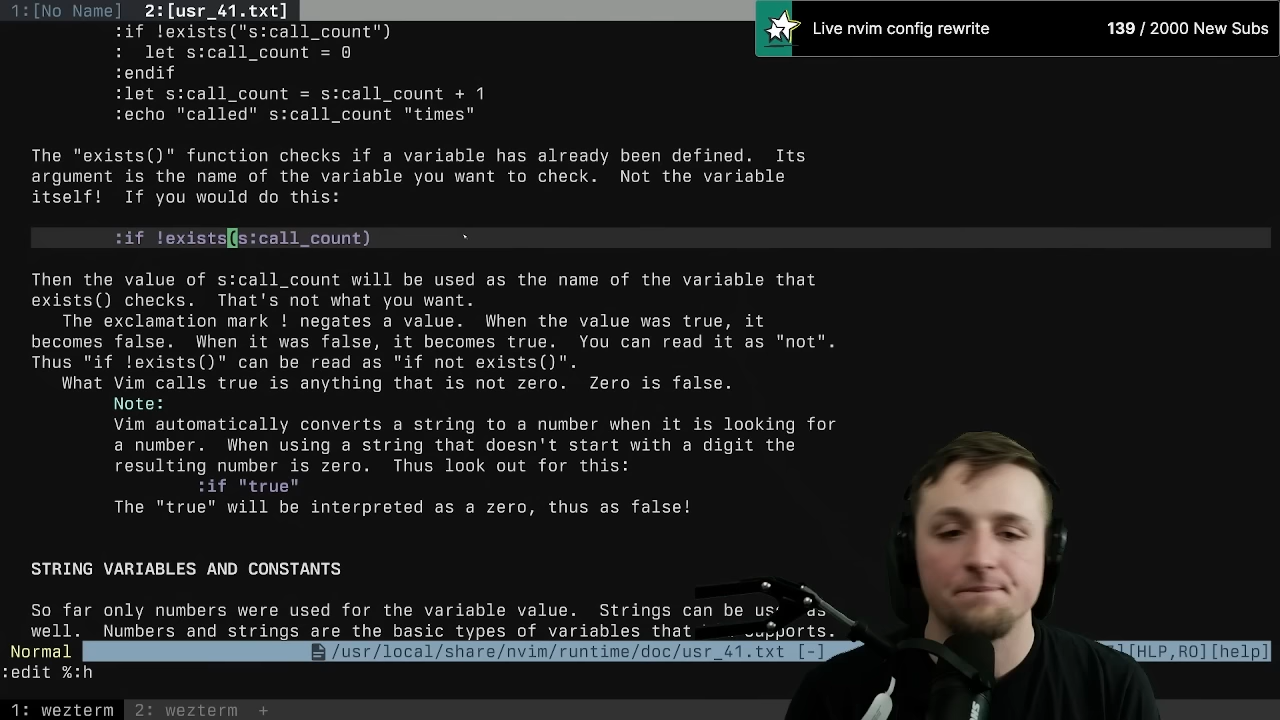 1:[No Name]  2:[usr_41.txt]
Live nvim config rewrite
139 / 2000 New Subs
:if !exists("s:call_count")
:  let s:call_count = 0
:endif
:let s:call_count = s:call_count + 1
:echo "called" s:call_count "times"
The "exists()" function checks if a variable has already been defined.  Its
argument is the name of the variable you want to check.  Not the variable
itself!  If you would do this:
:if !exists(s:call_count)
Then the value of s:call_count will be used as the name of the variable that
exists() checks.  That's not what you want.
The exclamation mark ! negates a value.  When the value was true, it
becomes false.  When it was false, it becomes true.  You can read it as "not".
Thus "if !exists()" can be read as "if not exists()".
What Vim calls true is anything that is not zero.  Zero is false.
Note:
Vim automatically converts a string to a number when it is looking for
a number.  When using a string that doesn't start with a digit the
resulting number is zero.  Thus look out for this:
:if "true"
The "true" will be interpreted as a zero, thus as false!
STRING VARIABLES AND CONSTANTS
So far only numbers were used for the variable value.  Strings can be as
well.  Numbers and strings are the basic types of variables that supports.
Normal /usr/local/share/nvim/runtime/doc/usr_41.txt [-] [HLP,RO][help]
:edit %:h
1: wezterm  2: wezterm  +